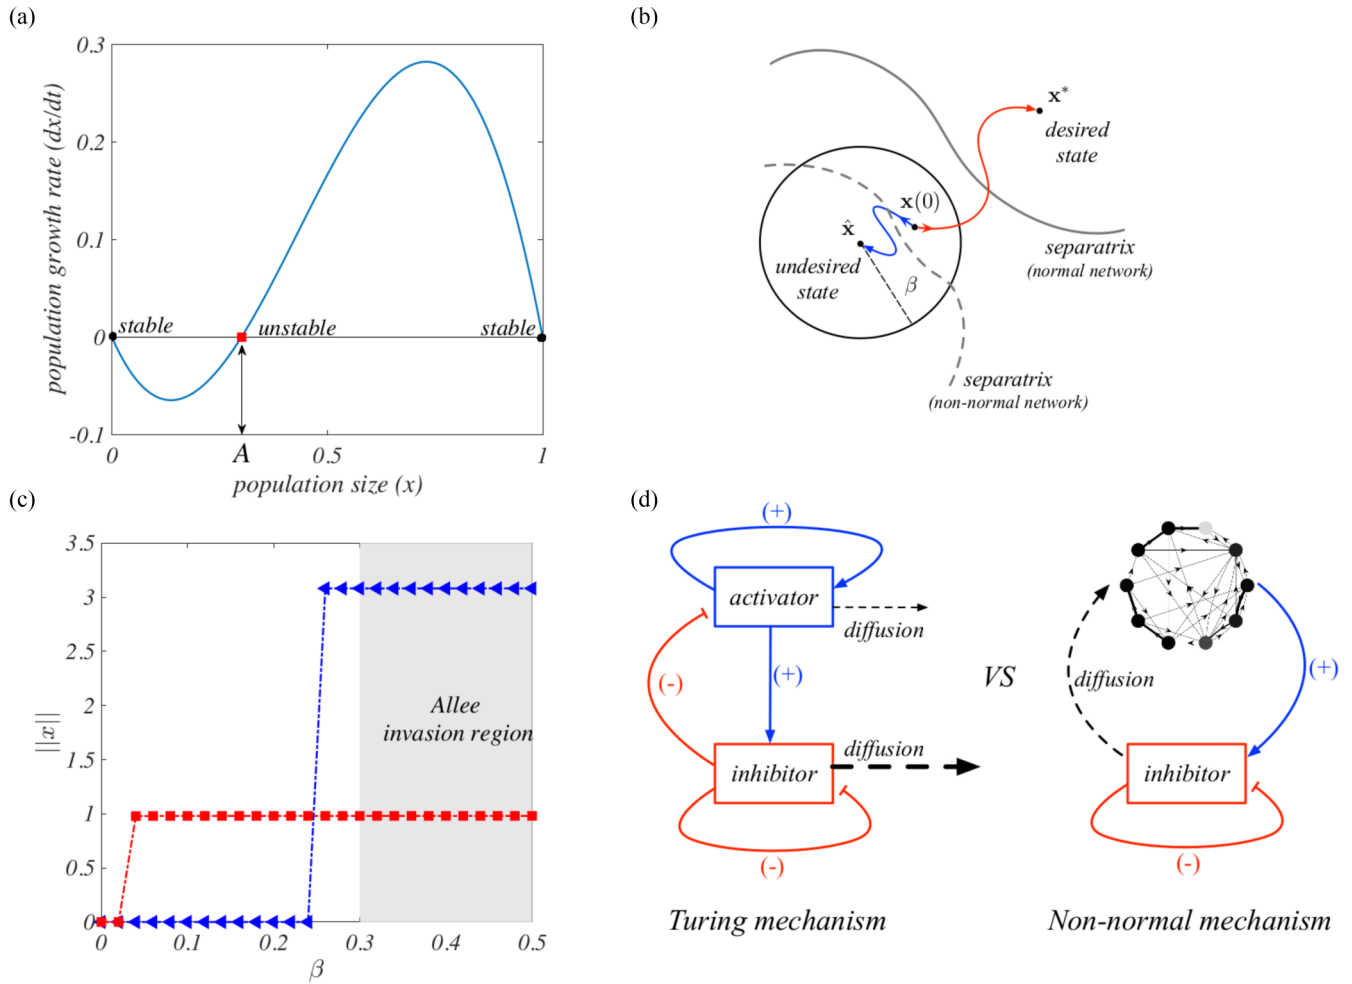 (a)
0.3
0.2
0.1
0
-0.1
population growth rate (dx/dt)
stable
unstable
stable
0
A
0.5
1
population size (x)
(b)
x*
desired
state
x(0)
x̂
undesired
state
β
separatrix
(normal network)
separatrix
(non-normal network)
(c)
3.5
3
2.5
2
1.5
1
0.5
0
||x||
Allee
invasion region
0
0.1
0.2
0.3
0.4
0.5
β
(d)
(+)
activator
diffusion
(-)
(+)
diffusion
inhibitor
(-)
Turing mechanism
VS
diffusion
(+)
inhibitor
(-)
Non-normal mechanism